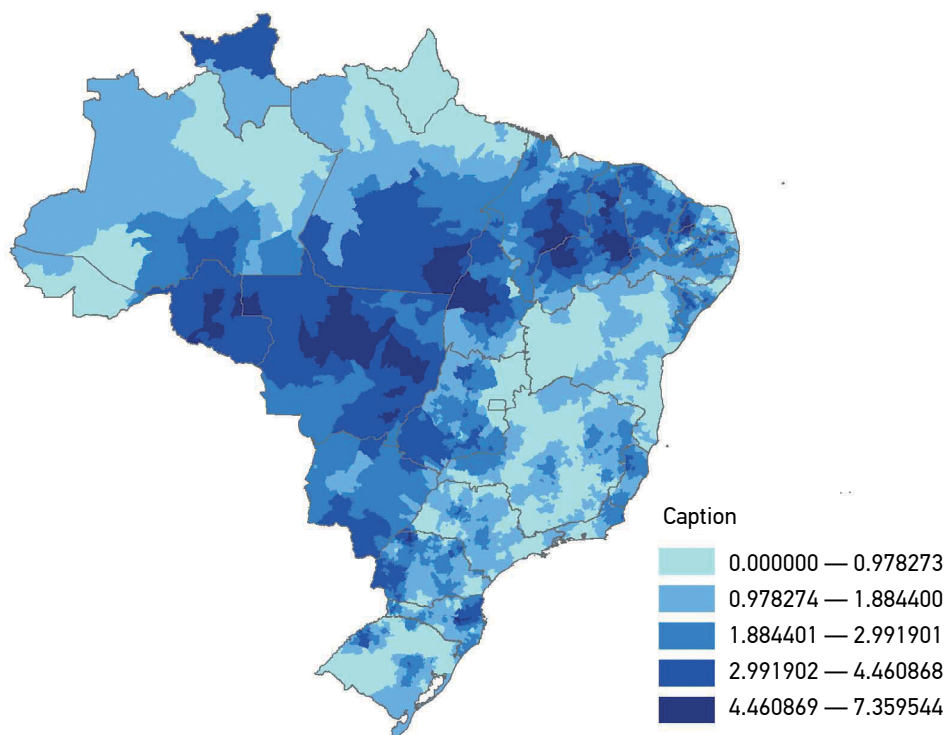 Caption
0.000000 — 0.978273
0.978274 — 1.884400
1.884401 — 2.991901
2.991902 — 4.460868
4.460869 — 7.359544